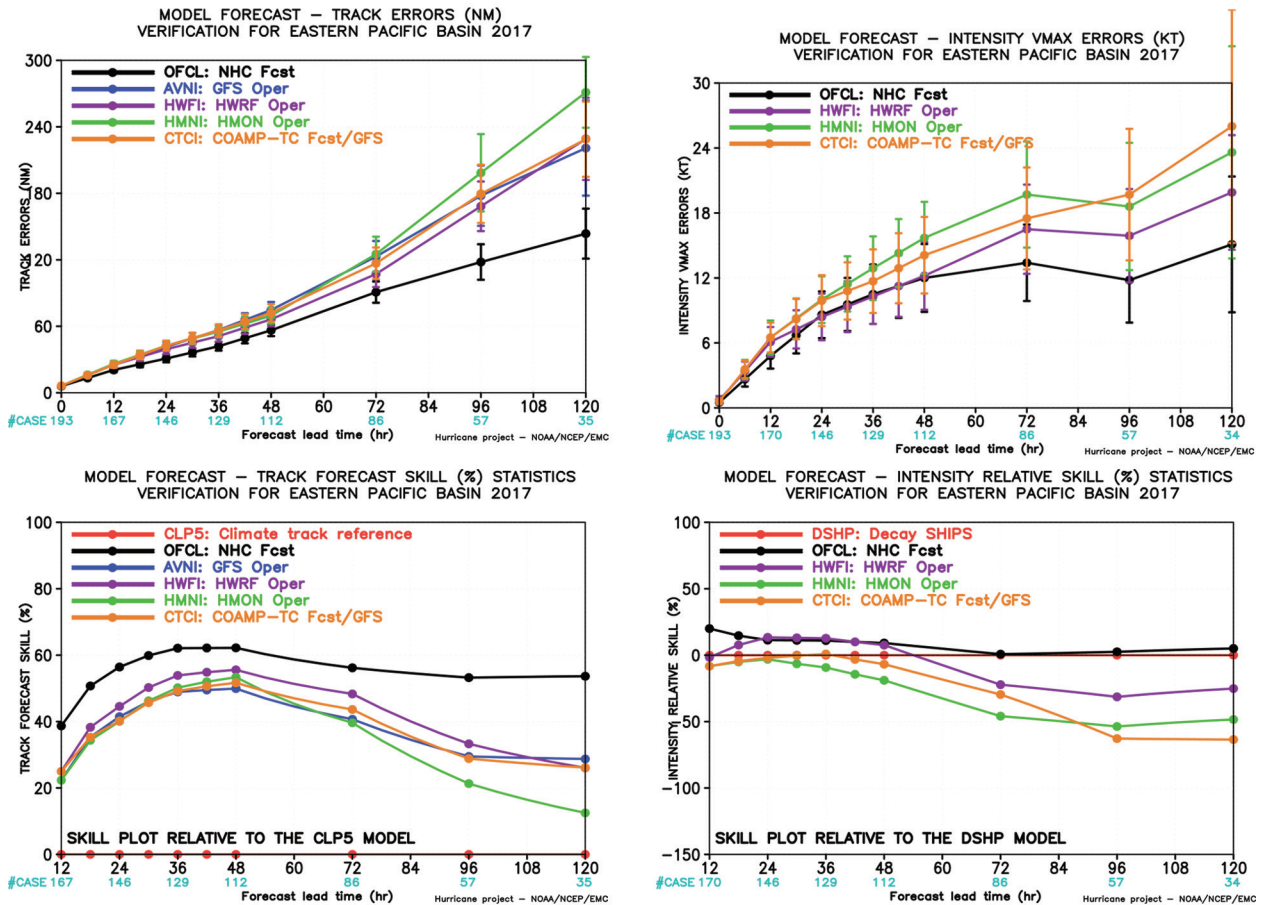 MODEL FORECAST – TRACK ERRORS (NM)
VERIFICATION FOR EASTERN PACIFIC BASIN 2017
TRACK ERRORS (NM)
300
240
180
120
60
0
OFCL: NHC Fcst
AVNI: GFS Oper
HWFI: HWRF Oper
HMNI: HMON Oper
CTCI: COAMP–TC Fcst/GFS
0 12 24 36 48 60 72 84 96 108 120
#CASE 193 167 146 129 112 86 57 35
Forecast lead time (hr)
Hurricane project – NOAA/NCEP/EMC
MODEL FORECAST – INTENSITY VMAX ERRORS (KT)
VERIFICATION FOR EASTERN PACIFIC BASIN 2017
INTENSITY VMAX ERRORS (KT)
30
24
18
12
6
0
OFCL: NHC Fcst
HWFI: HWRF Oper
HMNI: HMON Oper
CTCI: COAMP–TC Fcst/GFS
0 12 24 36 48 60 72 84 96 108 120
#CASE 193 170 146 129 112 86 57 34
Forecast lead time (hr)
Hurricane project – NOAA/NCEP/EMC
MODEL FORECAST – TRACK FORECAST SKILL (%) STATISTICS
VERIFICATION FOR EASTERN PACIFIC BASIN 2017
TRACK FORECAST SKILL (%)
100
80
60
40
20
0
CLP5: Climate track reference
OFCL: NHC Fcst
AVNI: GFS Oper
HWFI: HWRF Oper
HMNI: HMON Oper
CTCI: COAMP–TC Fcst/GFS
SKILL PLOT RELATIVE TO THE CLP5 MODEL
12 24 36 48 60 72 84 96 108 120
#CASE 167 146 129 112 86 57 35
Forecast lead time (hr)
Hurricane project – NOAA/NCEP/EMC
MODEL FORECAST – INTENSITY RELATIVE SKILL (%) STATISTICS
VERIFICATION FOR EASTERN PACIFIC BASIN 2017
INTENSITY RELATIVE SKILL (%)
100
50
0
–50
–100
–150
DSHP: Decay SHIPS
OFCL: NHC Fcst
HWFI: HWRF Oper
HMNI: HMON Oper
CTCI: COAMP–TC Fcst/GFS
SKILL PLOT RELATIVE TO THE DSHP MODEL
12 24 36 48 60 72 84 96 108 120
#CASE 170 146 129 112 86 57 34
Forecast lead time (hr)
Hurricane project – NOAA/NCEP/EMC